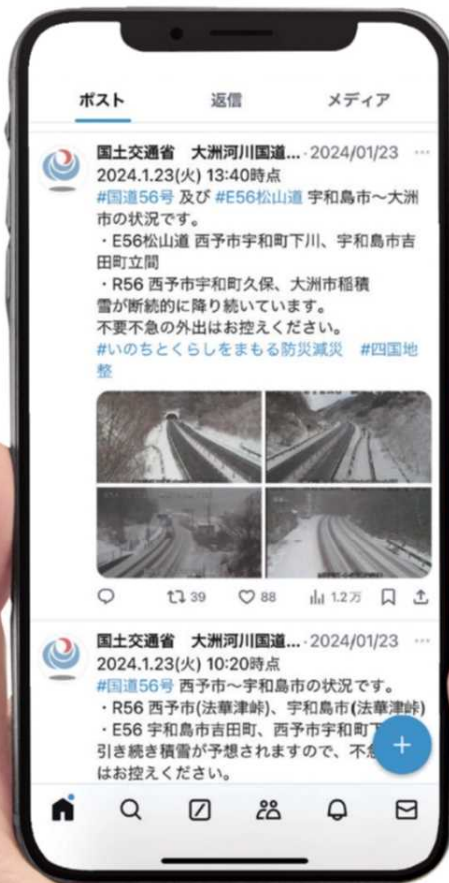 ポスト 返信 メディア
国土交通省 大洲河川国道... · 2024/01/23 ...
2024.1.23(火) 13:40時点
#国道56号 及び #E56松山道 宇和島市～大洲
市の状況です。
・E56松山道 西予市宇和町下川、宇和島市吉
田町立間
・R56 西予市宇和町久保、大洲市稲積
雪が断続的に降り続いています。
不要不急の外出はお控えください。
#いのちとくらしをまもる防災減災 #四国地
整
39 88 1.2万
国土交通省 大洲河川国道... · 2024/01/23 ...
2024.1.23(火) 10:20時点
#国道56号 西予市～宇和島市の状況です。
・R56 西予市(法華津峠)、宇和島市(法華津峠)
・E56 宇和島市吉田町、西予市宇和町
引き続き積雪が予想されますので、不急
はお控えください。